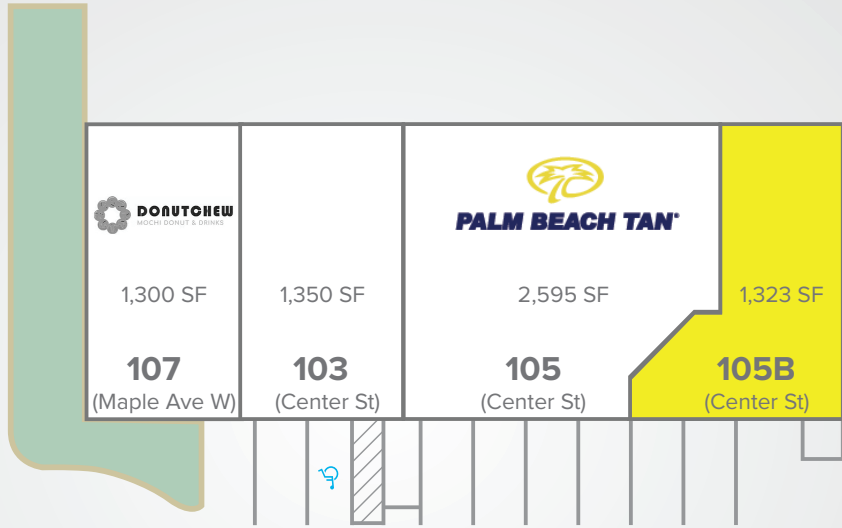 DONUTCHEW
MOCHI DONUT & DRINKS
1,300 SF
107
(Maple Ave W)
1,350 SF
103
(Center St)
PALM BEACH TAN
2,595 SF
105
(Center St)
1,323 SF
105B
(Center St)